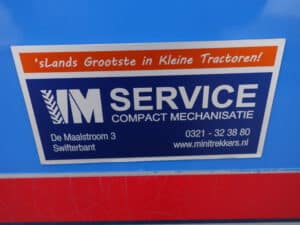 'sLands Grootste in Kleine Tractoren!
IM SERVICE
COMPACT MECHANISATIE
De Maalstroom 3 0321 - 32 38 80
Swifterbant www.minitrekkers.nl